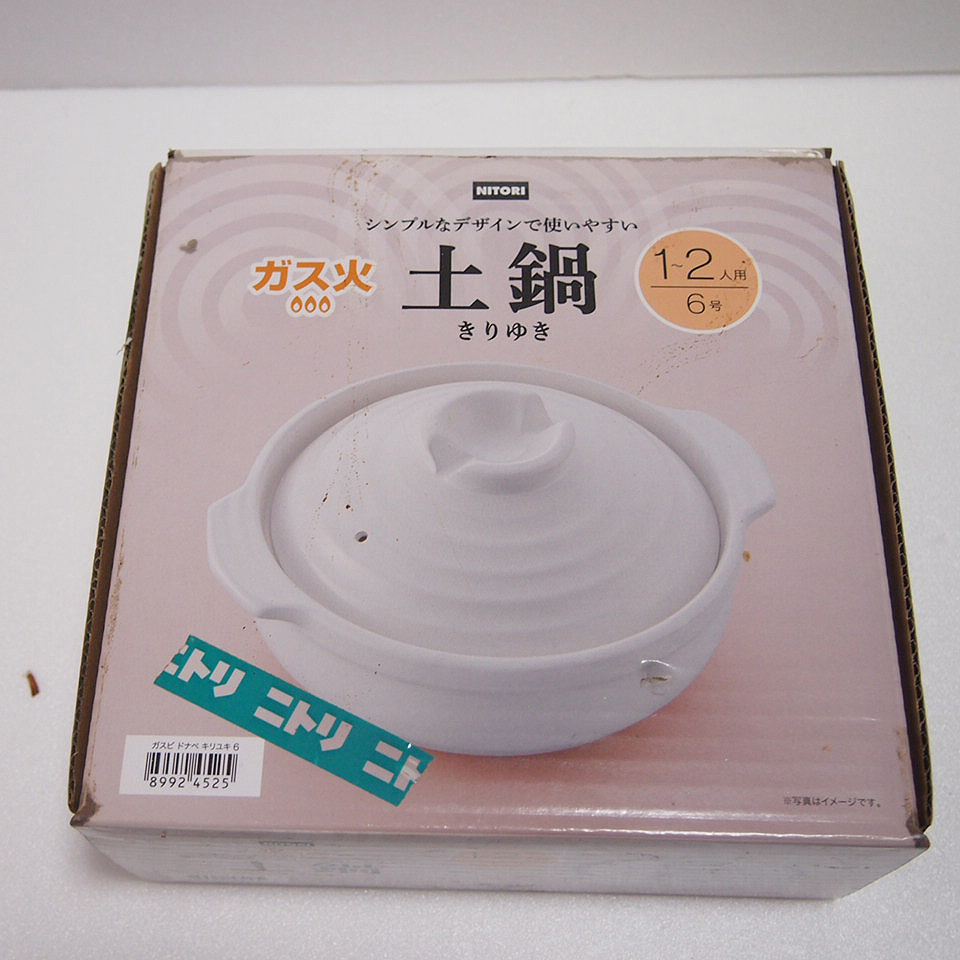 NITORI
シンプルなデザインで使いやすい
ガス火
土鍋
きりゆき
1~2人用
6号
ニトリ ニトリ ニト
ガスビ ドナベ キリユキ 6
8992 4525
※写真はイメージです。
NITORI